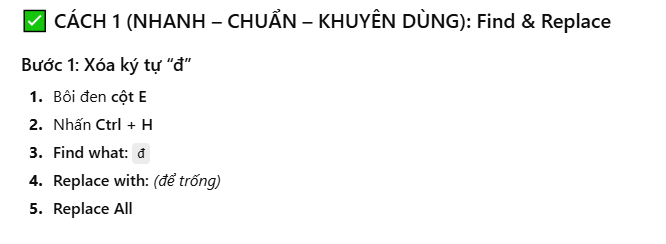 ✅ CÁCH 1 (NHANH – CHUẨN – KHUYÊN DÙNG): Find & Replace
Bước 1: Xóa ký tự “đ”
1. Bôi đen cột E
2. Nhấn Ctrl + H
3. Find what: đ
4. Replace with: (để trống)
5. Replace All